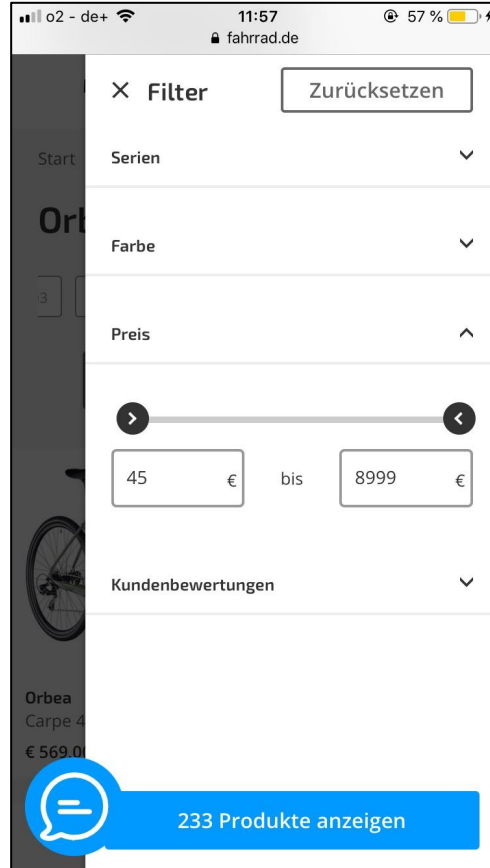 o2 - de+ 11:57 57 %
fahrrad.de
Filter Zurücksetzen
Start
Serien
Farbe
Preis
45 € bis 8999 €
Kundenbewertungen
Orbea
Carpe 4
€ 569.0
233 Produkte anzeigen